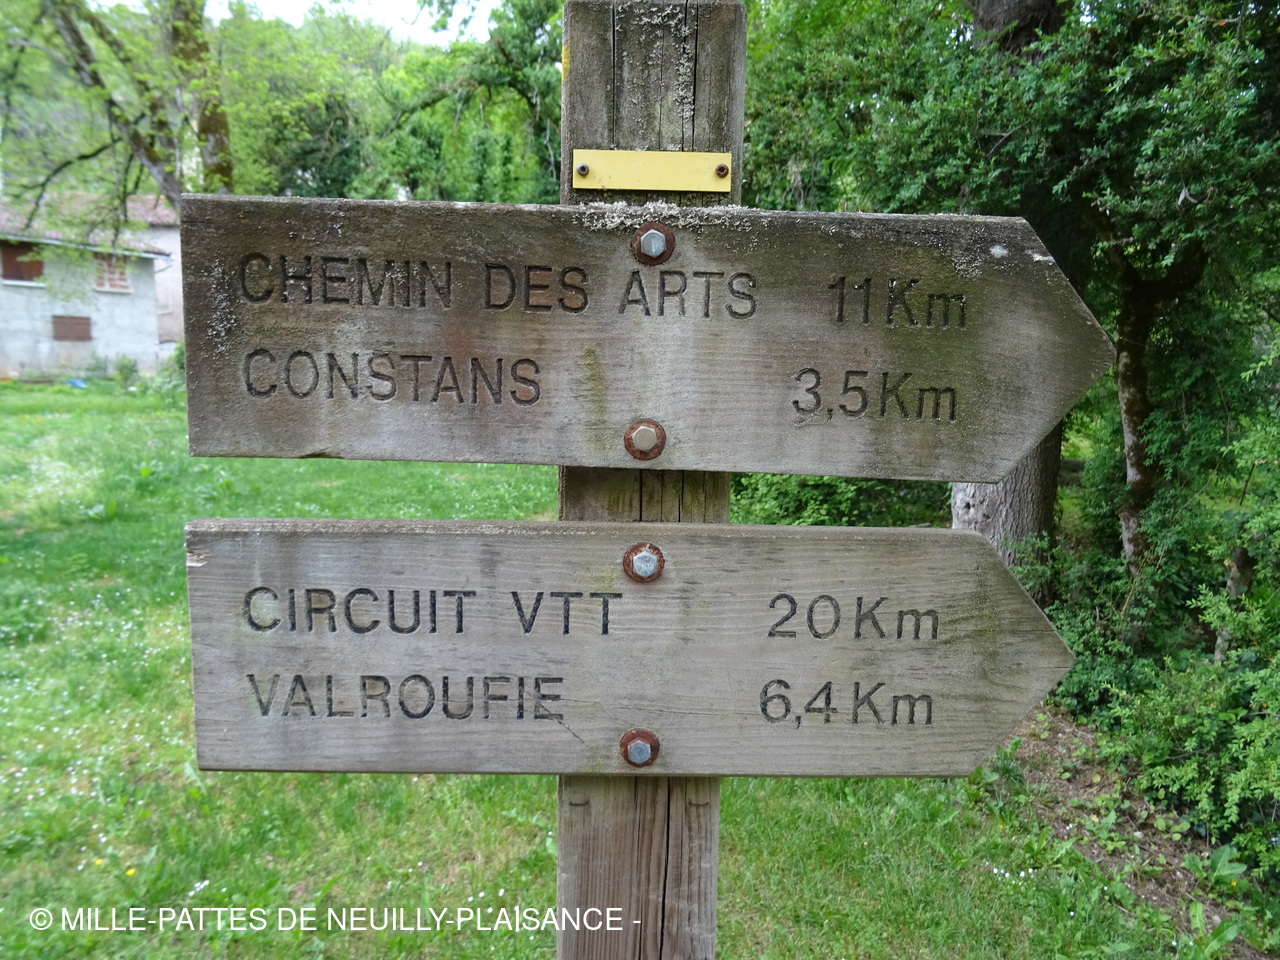 CHEMIN DES ARTS 11Km
CONSTANS 3,5Km
CIRCUIT VTT 20Km
VALROUFIE 6,4Km
© MILLE-PATTES DE NEUILLY-PLAISANCE -